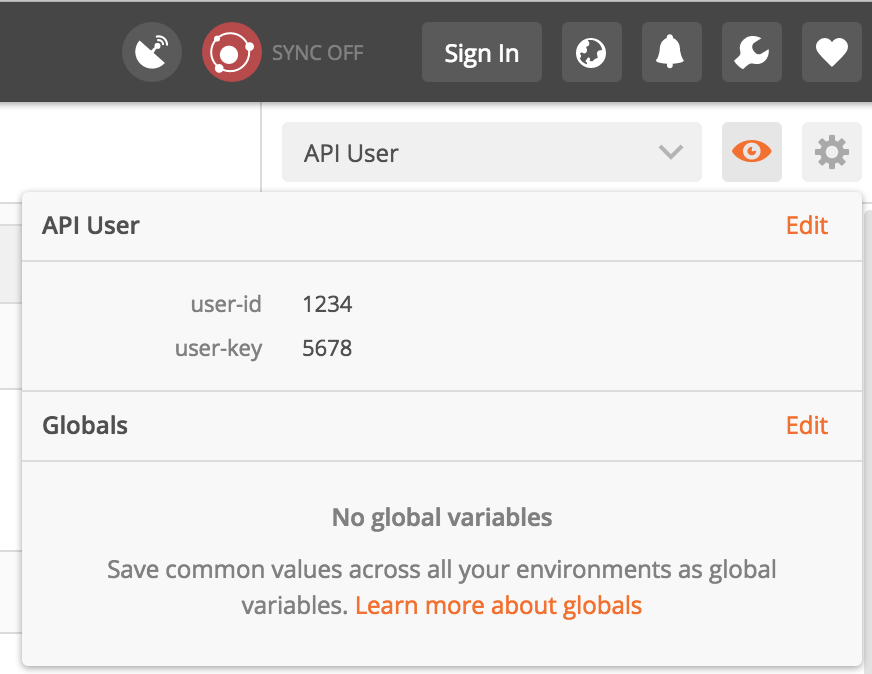 SYNC OFF
Sign In
API User
API User
Edit
user-id 1234
user-key 5678
Globals
Edit
No global variables
Save common values across all your environments as global
variables. Learn more about globals